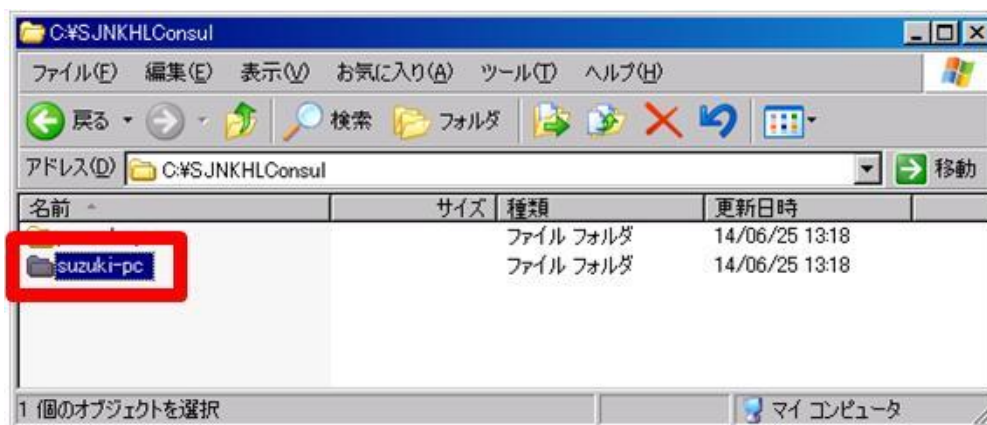 C:¥SJNKHLConsul
ファイル(F) 編集(E) 表示(V) お気に入り(A) ツール(T) ヘルプ(H)
戻る 検索 フォルダ
アドレス(D) C:¥SJNKHLConsul 移動
名前 サイズ 種類 更新日時
ファイル フォルダ 14/06/25 13:18
suzuki-pc ファイル フォルダ 14/06/25 13:18
1 個のオブジェクトを選択 マイ コンピュータ